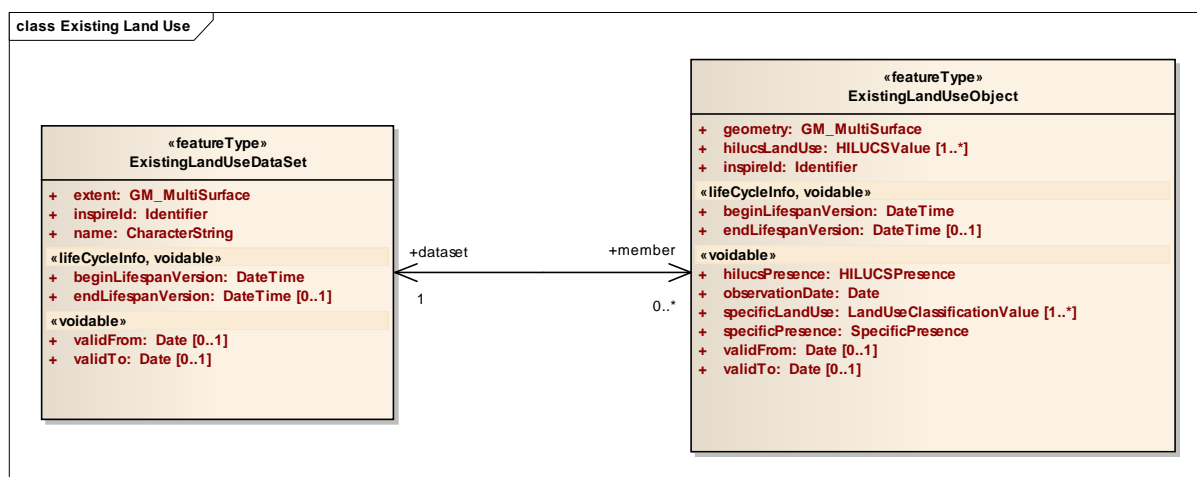 class Existing Land Use
«featureType»
ExistingLandUseDataSet
+ extent: GM_MultiSurface
+ inspireId: Identifier
+ name: CharacterString
«lifeCycleInfo, voidable»
+ beginLifespanVersion: DateTime
+ endLifespanVersion: DateTime [0..1]
«voidable»
+ validFrom: Date [0..1]
+ validTo: Date [0..1]
+dataset
1
+member
0..*
«featureType»
ExistingLandUseObject
+ geometry: GM_MultiSurface
+ hilucsLandUse: HILUCSValue [1..*]
+ inspireId: Identifier
«lifeCycleInfo, voidable»
+ beginLifespanVersion: DateTime
+ endLifespanVersion: DateTime [0..1]
«voidable»
+ hilucsPresence: HILUCSPresence
+ observationDate: Date
+ specificLandUse: LandUseClassificationValue [1..*]
+ specificPresence: SpecificPresence
+ validFrom: Date [0..1]
+ validTo: Date [0..1]